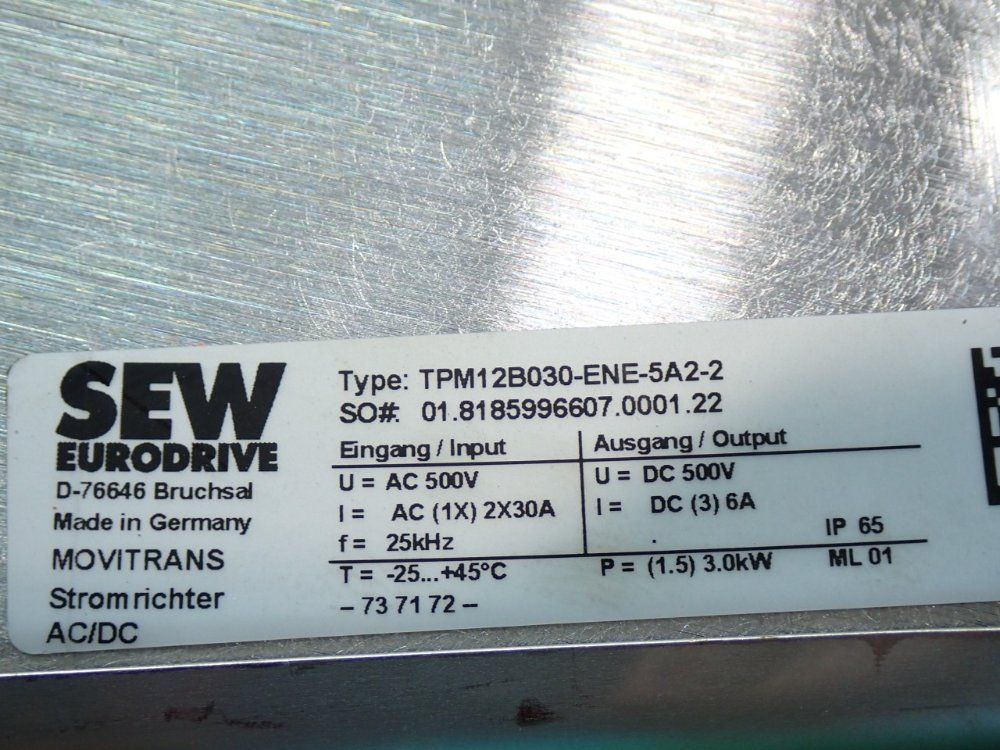 SEW
EURODRIVE
D-76646 Bruchsal
Made in Germany
MOVITRANS
Stromrichter
AC/DC
Type: TPM12B030-ENE-5A2-2
SO#: 01.8185996607.0001.22
Eingang / Input
U = AC 500V
I = AC (1X) 2X30A
f = 25kHz
T = -25...+45°C
– 73 71 72 –
Ausgang / Output
U = DC 500V
I = DC (3) 6A
IP 65
P = (1.5) 3.0kW
ML 01